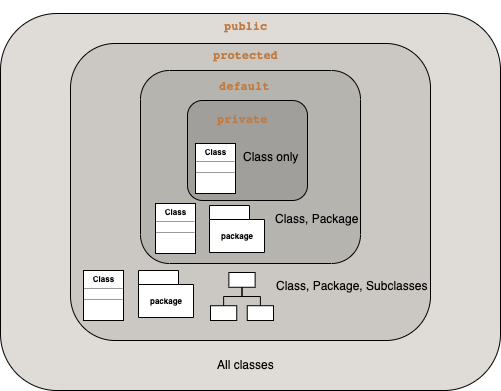 public
protected
default
private
Class
Class only
Class
package
Class, Package
Class
package
Class, Package, Subclasses
All classes